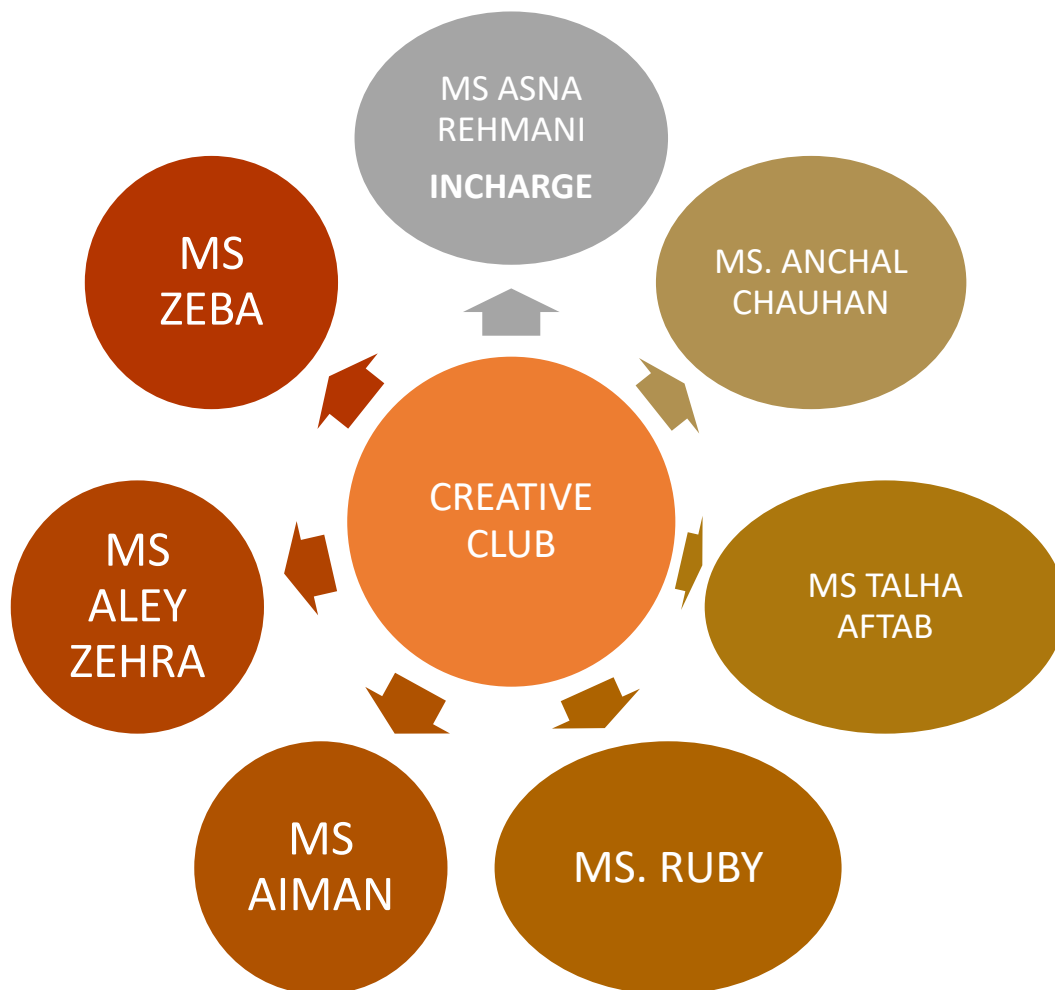 MS ASNA
REHMANI
INCHARGE
MS. ANCHAL
CHAUHAN
MS TALHA
AFTAB
MS. RUBY
MS
AIMAN
MS
ALEY
ZEHRA
MS
ZEBA
CREATIVE
CLUB